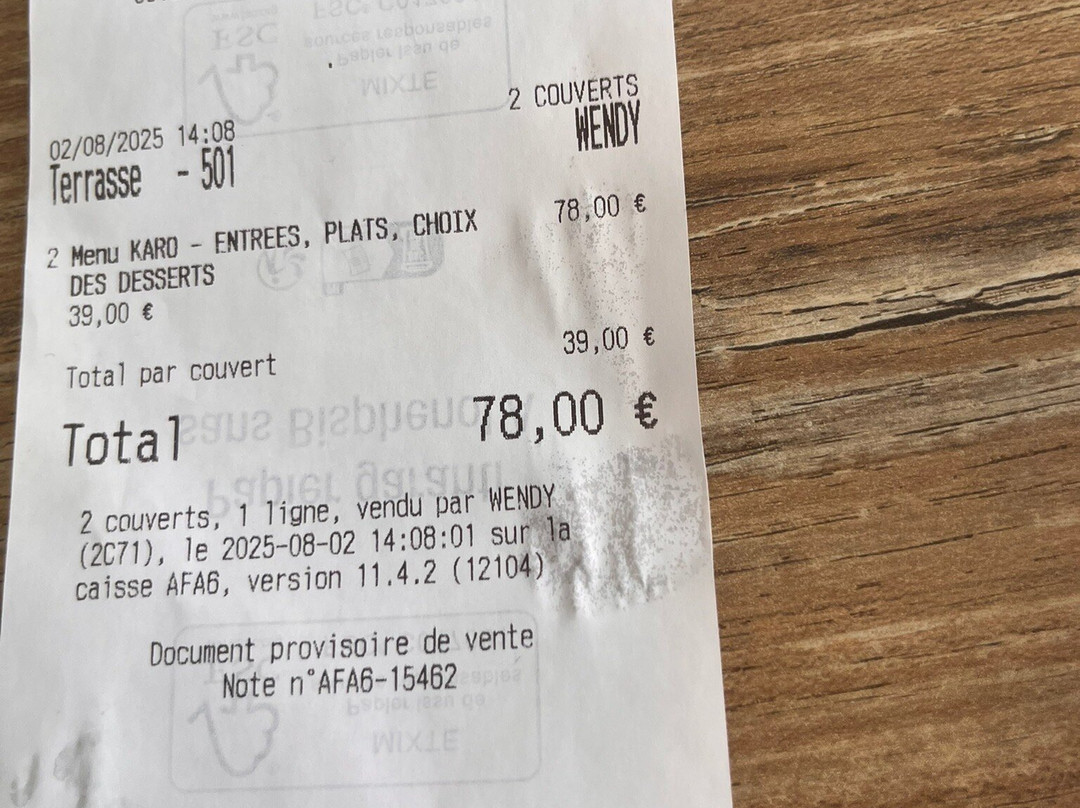 2 COUVERTS
02/08/2025 14:08
WENDY
Terrasse - 501
2 Menu KARO - ENTREES, PLATS, CHOIX 78,00 €
DES DESSERTS
39,00 €
Total par couvert 39,00 €
Total 78,00 €
2 couverts, 1 ligne, vendu par WENDY
(2C71), le 2025-08-02 14:08:01 sur la
caisse AFA6, version 11.4.2 (12104)
Document provisoire de vente
Note n°AFA6-15462